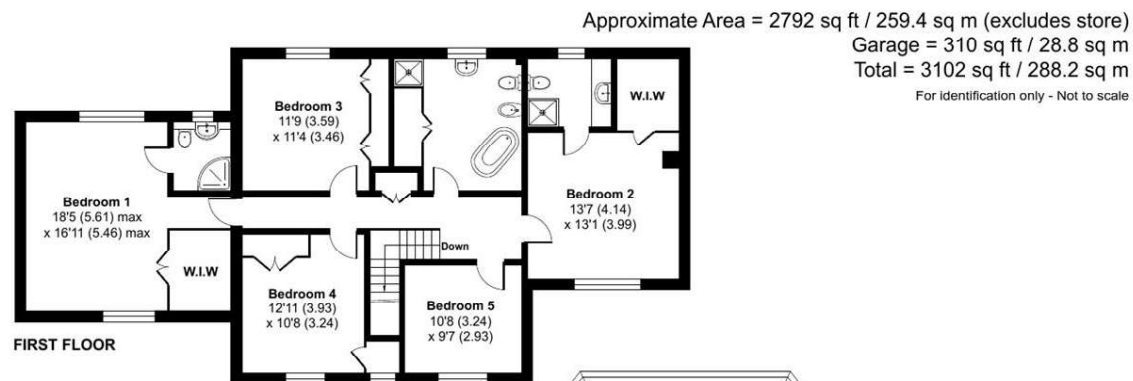 Approximate Area = 2792 sq ft / 259.4 sq m (excludes store)
Garage = 310 sq ft / 28.8 sq m
Total = 3102 sq ft / 288.2 sq m
For identification only - Not to scale
Bedroom 3
11'9 (3.59)
x 11'4 (3.46)
W.I.W
Bedroom 1
18'5 (5.61) max
x 16'11 (5.46) max
Bedroom 2
13'7 (4.14)
x 13'1 (3.99)
W.I.W
Down
Bedroom 4
12'11 (3.93)
x 10'8 (3.24)
Bedroom 5
10'8 (3.24)
x 9'7 (2.93)
FIRST FLOOR